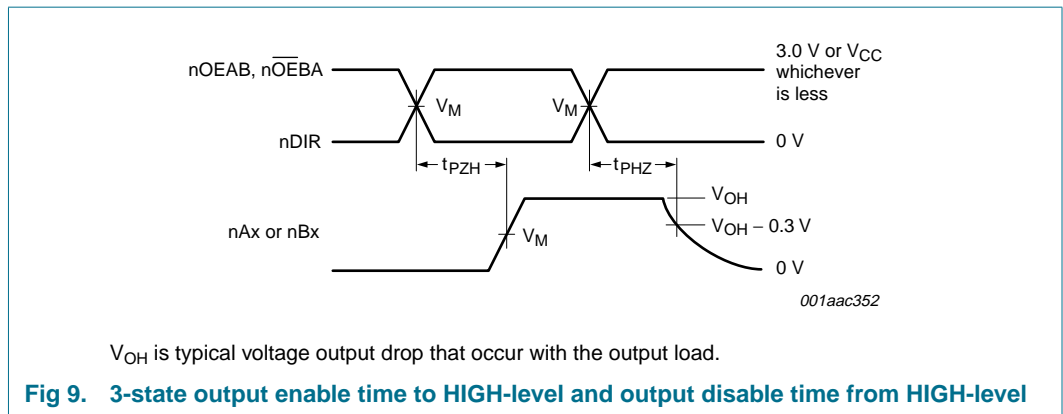 nOEAB, nOEBA
3.0 V or VCC
whichever
is less
VM
VM
nDIR
0 V
tPZH
tPHZ
VOH
VOH − 0.3 V
nAx or nBx
VM
0 V
001aac352
VOH is typical voltage output drop that occur with the output load.
Fig 9. 3-state output enable time to HIGH-level and output disable time from HIGH-level